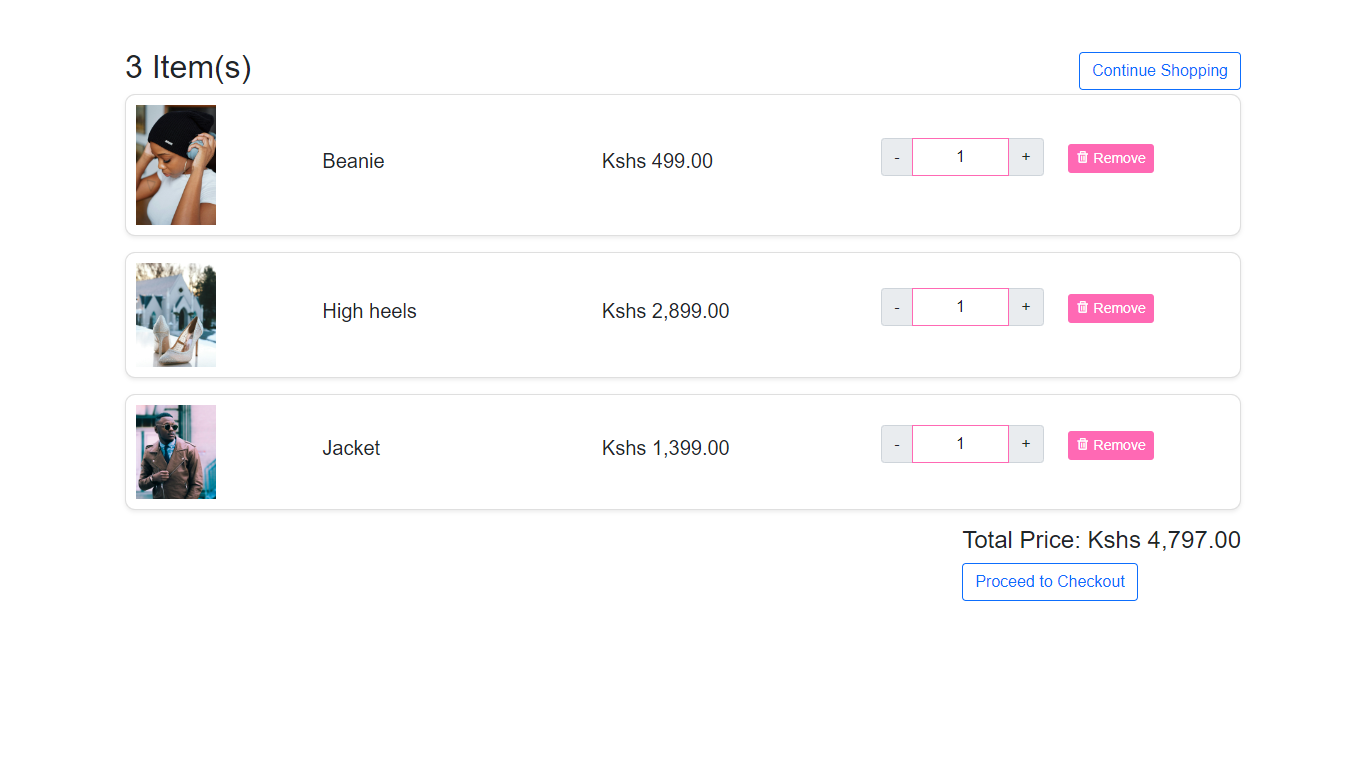 3 Item(s)
Continue Shopping
Beanie Kshs 499.00 - 1 + Remove
High heels Kshs 2,899.00 - 1 + Remove
Jacket Kshs 1,399.00 - 1 + Remove
Total Price: Kshs 4,797.00
Proceed to Checkout